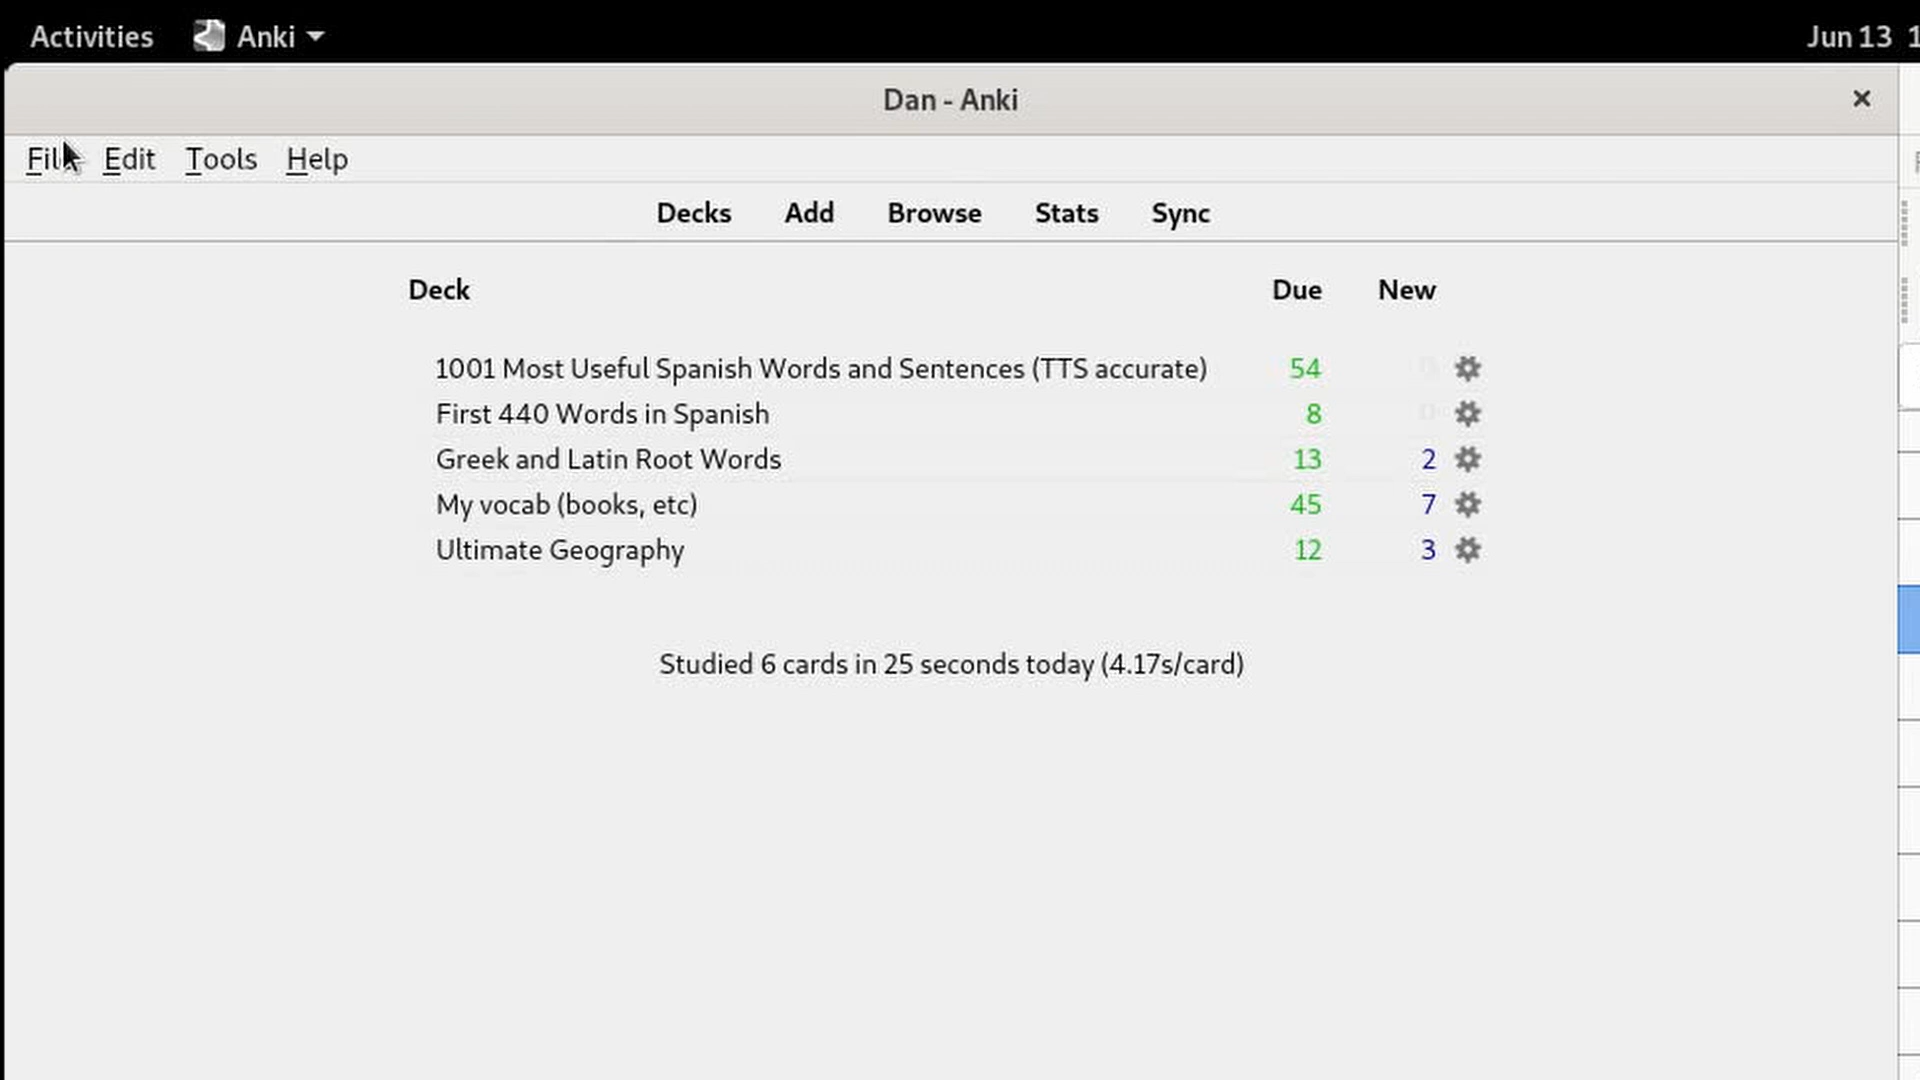 Activities Anki Jun 13
Dan - Anki
File Edit Tools Help
Decks Add Browse Stats Sync
Deck Due New
1001 Most Useful Spanish Words and Sentences (TTS accurate) 54 0
First 440 Words in Spanish 8 0
Greek and Latin Root Words 13 2
My vocab (books, etc) 45 7
Ultimate Geography 12 3
Studied 6 cards in 25 seconds today (4.17s/card)